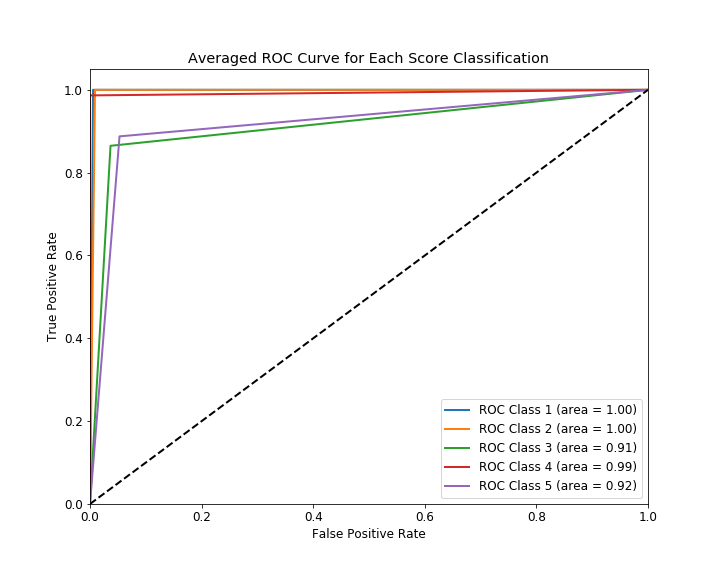 Averaged ROC Curve for Each Score Classification
True Positive Rate
1.0
0.8
0.6
0.4
0.2
0.0
ROC Class 1 (area = 1.00)
ROC Class 2 (area = 1.00)
ROC Class 3 (area = 0.91)
ROC Class 4 (area = 0.99)
ROC Class 5 (area = 0.92)
0.0 0.2 0.4 0.6 0.8 1.0
False Positive Rate